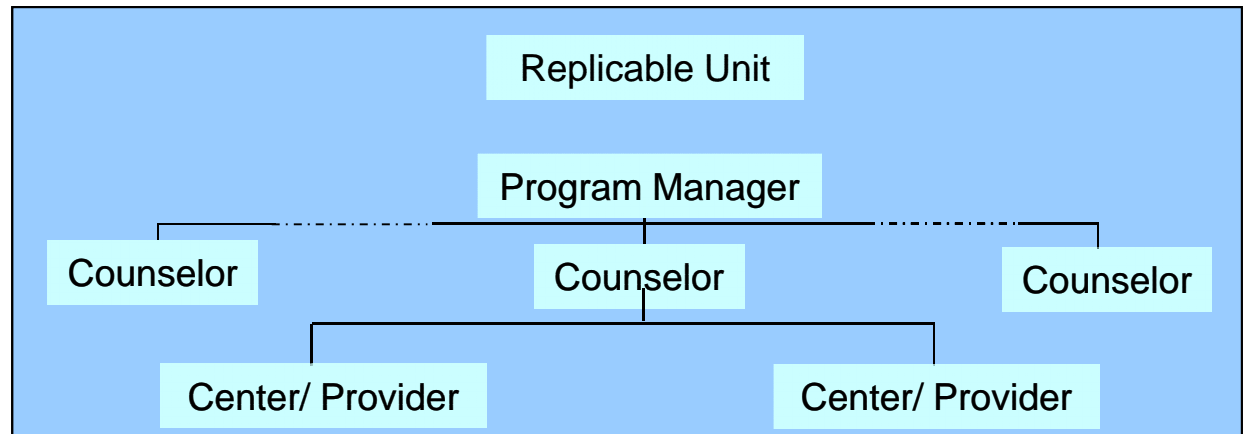 Replicable Unit
Program Manager
Counselor
Counselor
Counselor
Center/ Provider
Center/ Provider